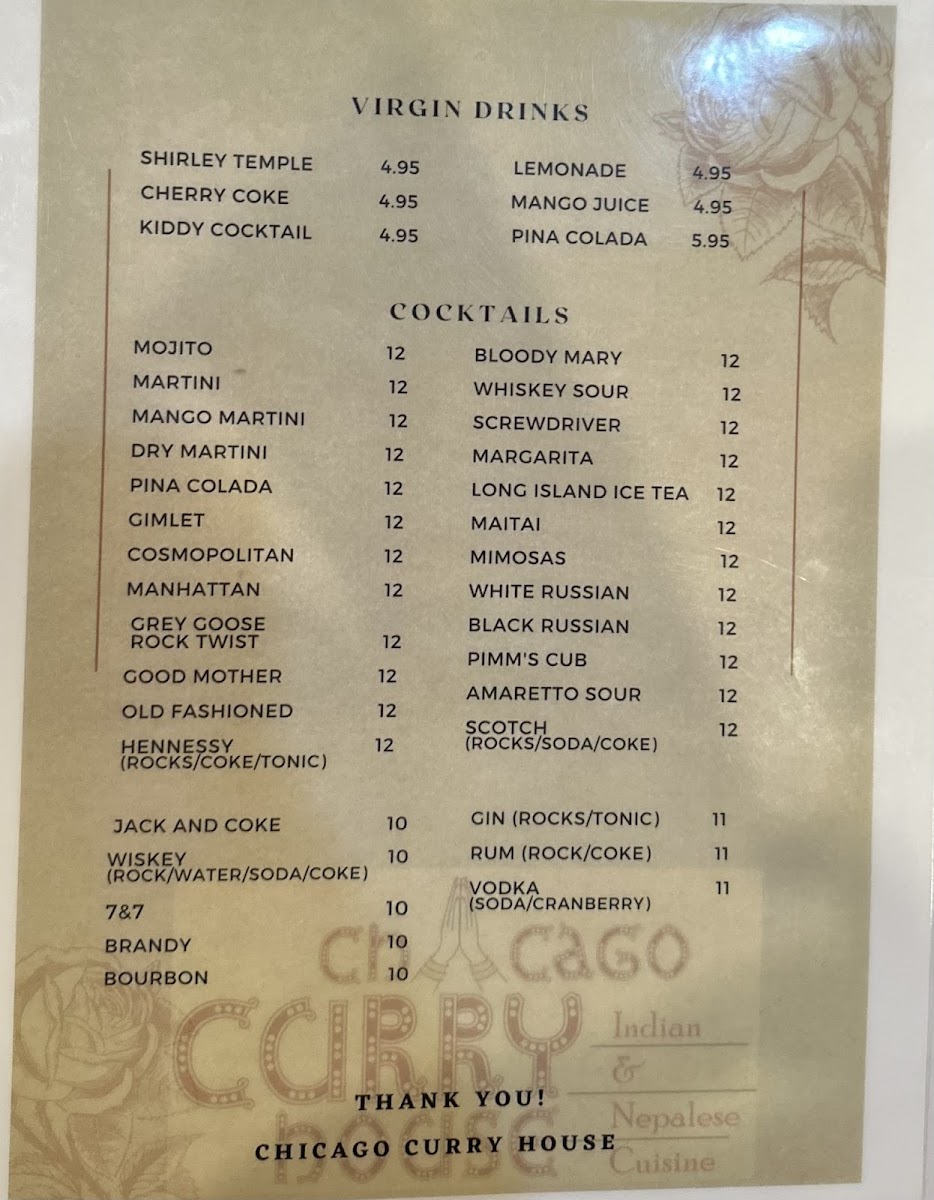 VIRGIN DRINKS
SHIRLEY TEMPLE 4.95
CHERRY COKE 4.95
KIDDY COCKTAIL 4.95
LEMONADE 4.95
MANGO JUICE 4.95
PINA COLADA 5.95
COCKTAILS
MOJITO 12
MARTINI 12
MANGO MARTINI 12
DRY MARTINI 12
PINA COLADA 12
GIMLET 12
COSMOPOLITAN 12
MANHATTAN 12
GREY GOOSE
ROCK TWIST 12
GOOD MOTHER 12
OLD FASHIONED 12
HENNESSY 12
(ROCKS/COKE/TONIC)
BLOODY MARY 12
WHISKEY SOUR 12
SCREWDRIVER 12
MARGARITA 12
LONG ISLAND ICE TEA 12
MAITAI 12
MIMOSAS 12
WHITE RUSSIAN 12
BLACK RUSSIAN 12
PIMM'S CUB 12
AMARETTO SOUR 12
SCOTCH 12
(ROCKS/SODA/COKE)
JACK AND COKE 10
WISKEY 10
(ROCK/WATER/SODA/COKE)
7&7 10
BRANDY 10
BOURBON 10
GIN (ROCKS/TONIC) 11
RUM (ROCK/COKE) 11
VODKA 11
(SODA/CRANBERRY)
chicago
CURRY
house
Indian
&
Nepalese
Cuisine
THANK YOU!
CHICAGO CURRY HOUSE